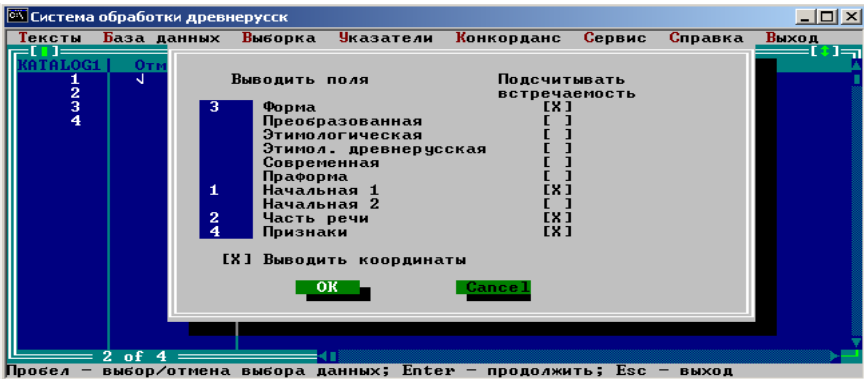 Система обработки древнерусск
Тексты База данных Выборка Указатели Конкорданс Сервис Справка Выход
KATALOG1 Отм
1 √
2
3
4
Выводить поля Подсчитывать
встречаемость
3 Форма [X]
Преобразованная [ ]
Этимологическая [ ]
Этимол. древнерусская [ ]
Современная [ ]
Праформа [ ]
1 Начальная 1 [X]
Начальная 2 [ ]
2 Часть речи [X]
4 Признаки [X]
[X] Выводить координаты
OK Cancel
2 of 4
Пробел - выбор/отмена выбора данных; Enter - продолжить; Esc - выход